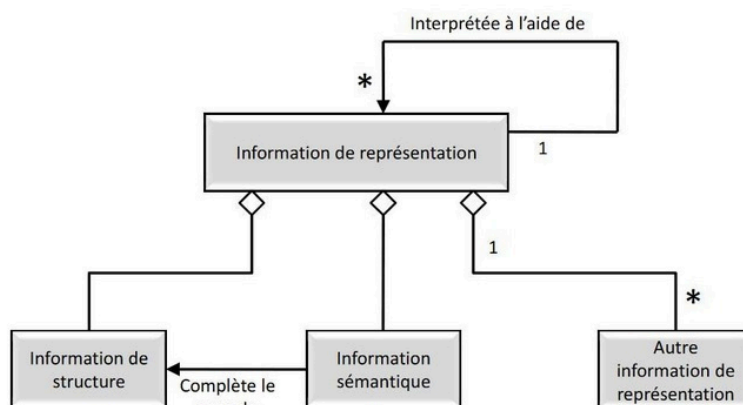 Interprétée à l'aide de
*
Information de représentation
1
1
*
Information de
structure
Complète le
Information
sémantique
Autre
information de
représentation